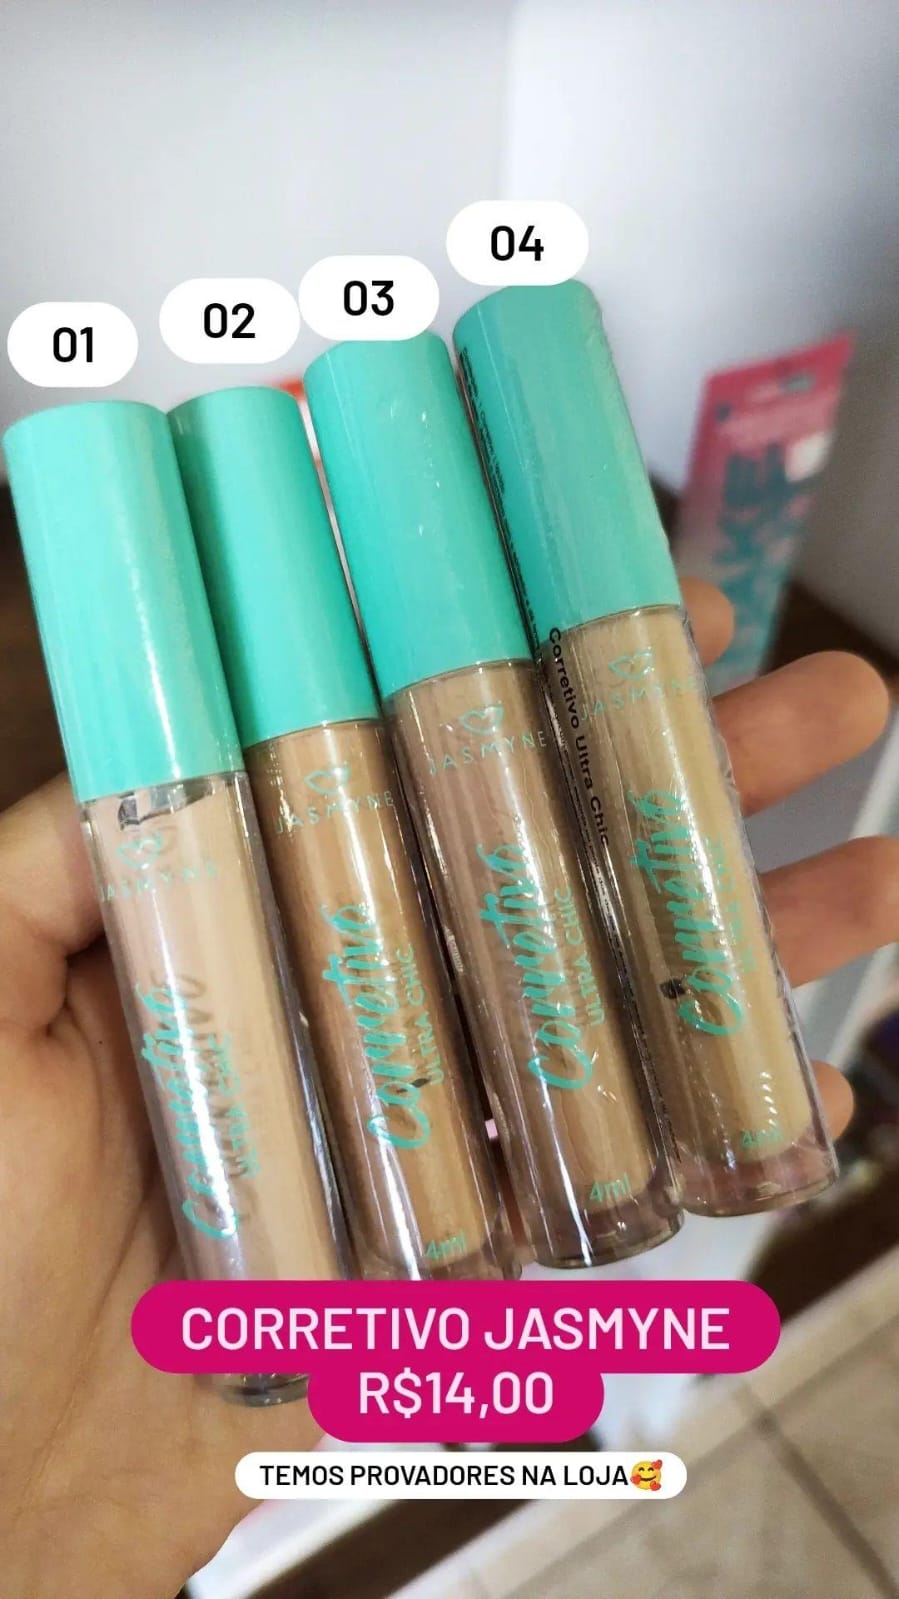 01
02
03
04
JASMYNE
Corretivo
ULTRA CHIC
JASMYNE
Corretivo
ULTRA CHIC
4ml
JASMYNE
Corretivo
ULTRA CHIC
4ml
Corretivo Ultra Chic
JASMYNE
Corretivo
ULTRA CHIC
4ml
CORRETIVO JASMYNE
R$14,00
TEMOS PROVADORES NA LOJA🥰